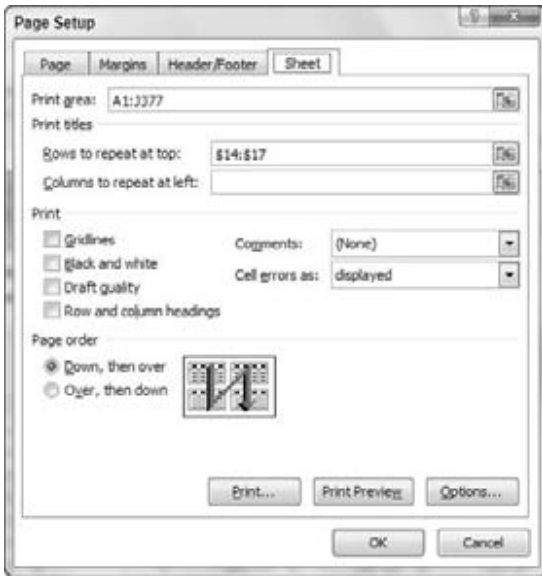 Page Setup
Page Margins Header/Footer Sheet
Print area: A1:J377
Print titles
Rows to repeat at top: $14:$17
Columns to repeat at left:
Print
Gridlines Comments: (None)
Black and white Cell errors as: displayed
Draft quality
Row and column headings
Page order
Down, then over
Over, then down
Print... Print Preview Options...
OK Cancel